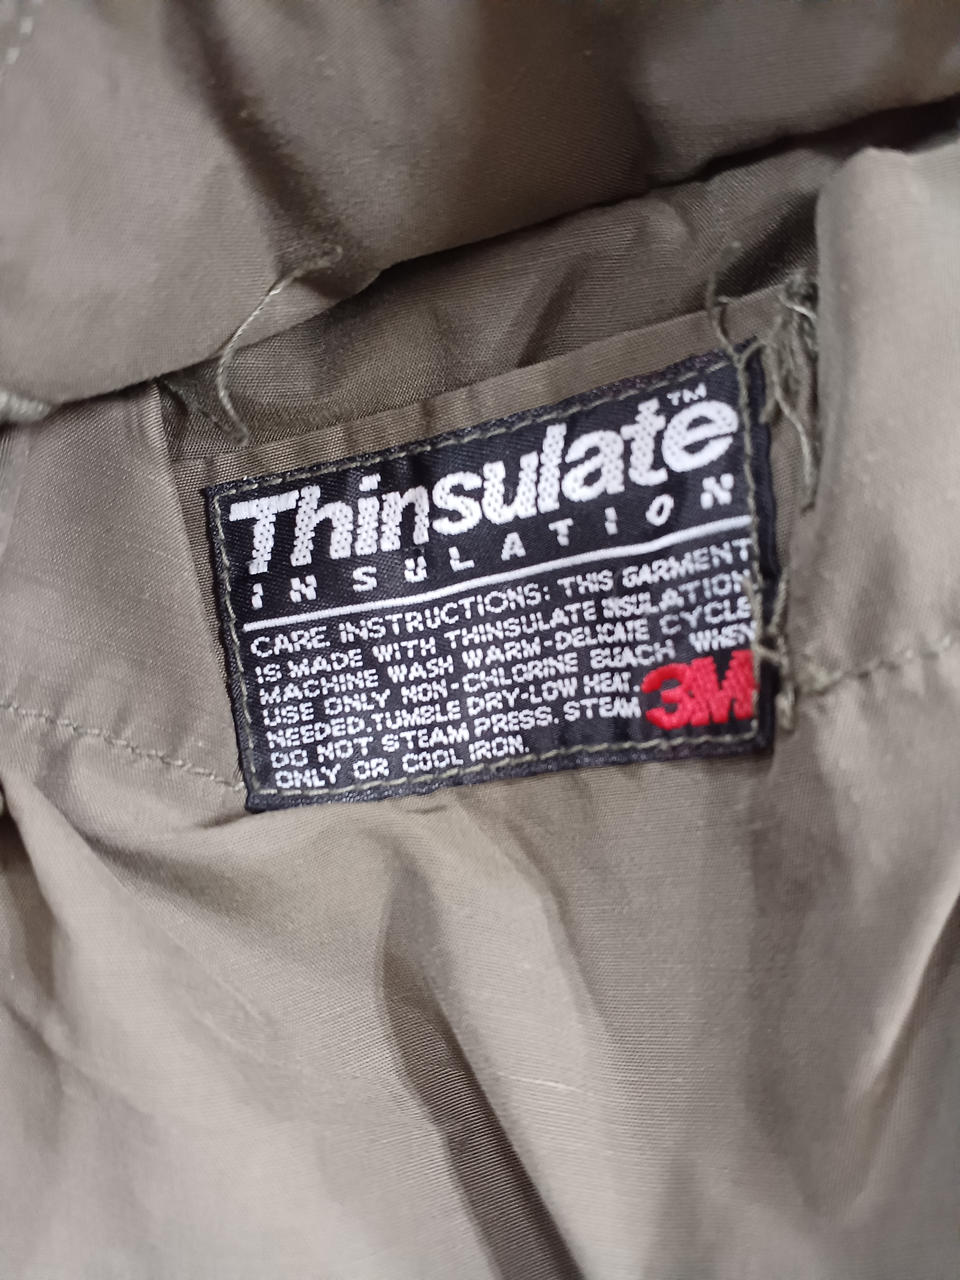 Thinsulate™
INSULATION
CARE INSTRUCTIONS: THIS GARMENT
IS MADE WITH THINSULATE INSULATION
MACHINE WASH WARM-DELICATE CYCLE
USE ONLY NON-CHLORINE BLEACH WHEN
NEEDED.TUMBLE DRY-LOW HEAT.
DO NOT STEAM PRESS. STEAM
ONLY OR COOL IRON.
3M